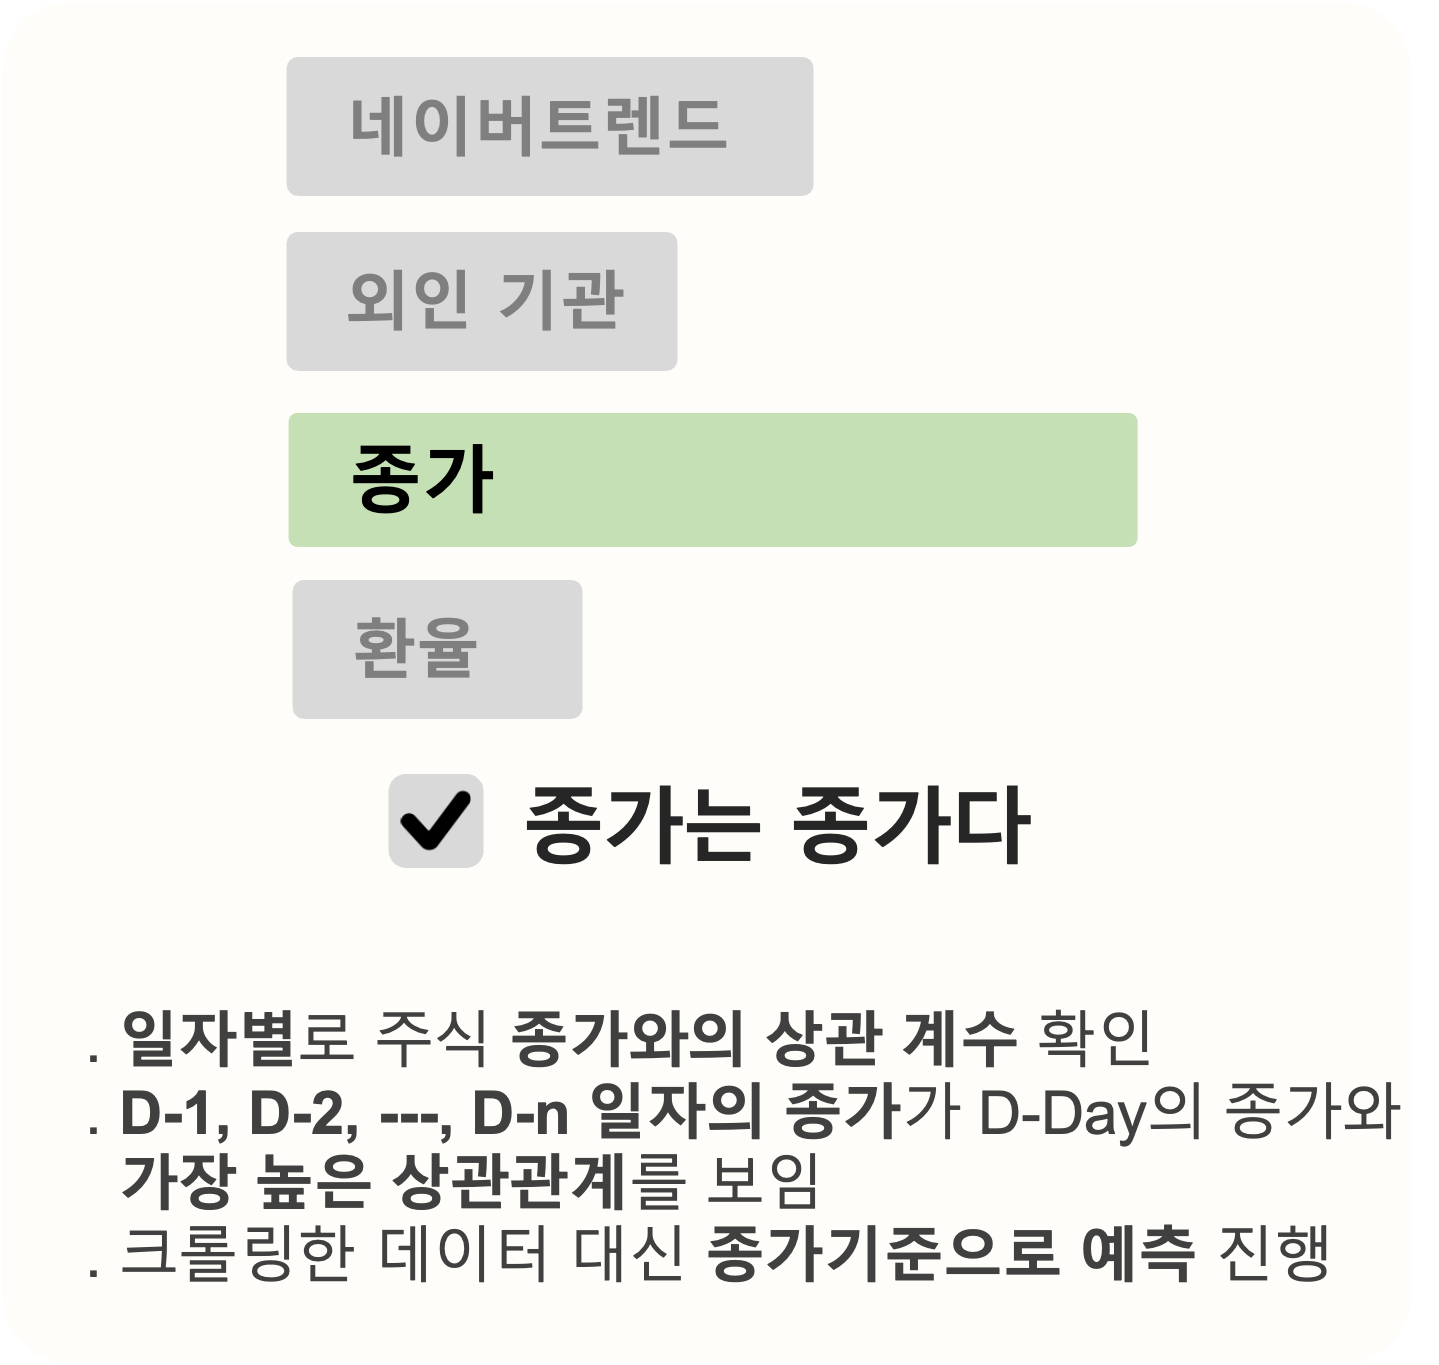 네이버트렌드
외인 기관
종가
환율
종가는 종가다
. 일자별로 주식 종가와의 상관 계수 확인
. D-1, D-2, ---, D-n 일자의 종가가 D-Day의 종가와
가장 높은 상관관계를 보임
. 크롤링한 데이터 대신 종가기준으로 예측 진행